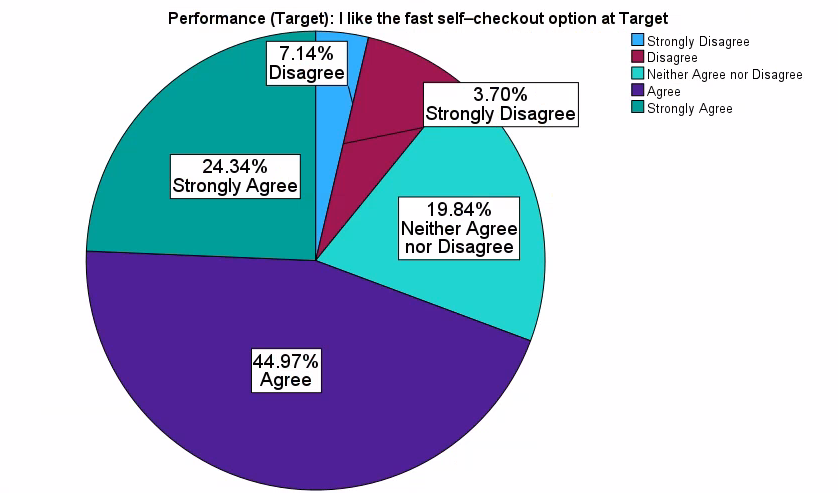 Performance (Target): I like the fast self–checkout option at Target
Strongly Disagree
Disagree
Neither Agree nor Disagree
Agree
Strongly Agree
7.14%
Disagree
3.70%
Strongly Disagree
24.34%
Strongly Agree
19.84%
Neither Agree
nor Disagree
44.97%
Agree